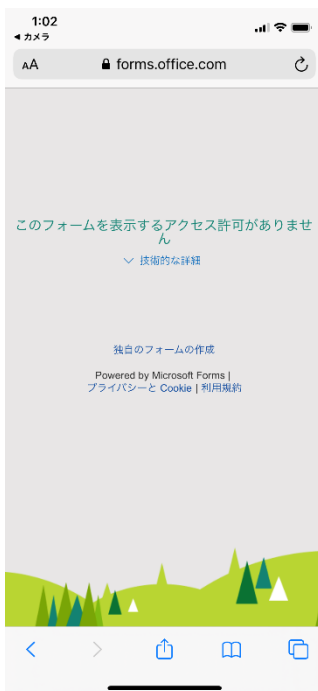 1:02
◀ カメラ
AA forms.office.com
このフォームを表示するアクセス許可がありませ
ん
技術的な詳細
独自のフォームの作成
Powered by Microsoft Forms |
プライバシーと Cookie | 利用規約